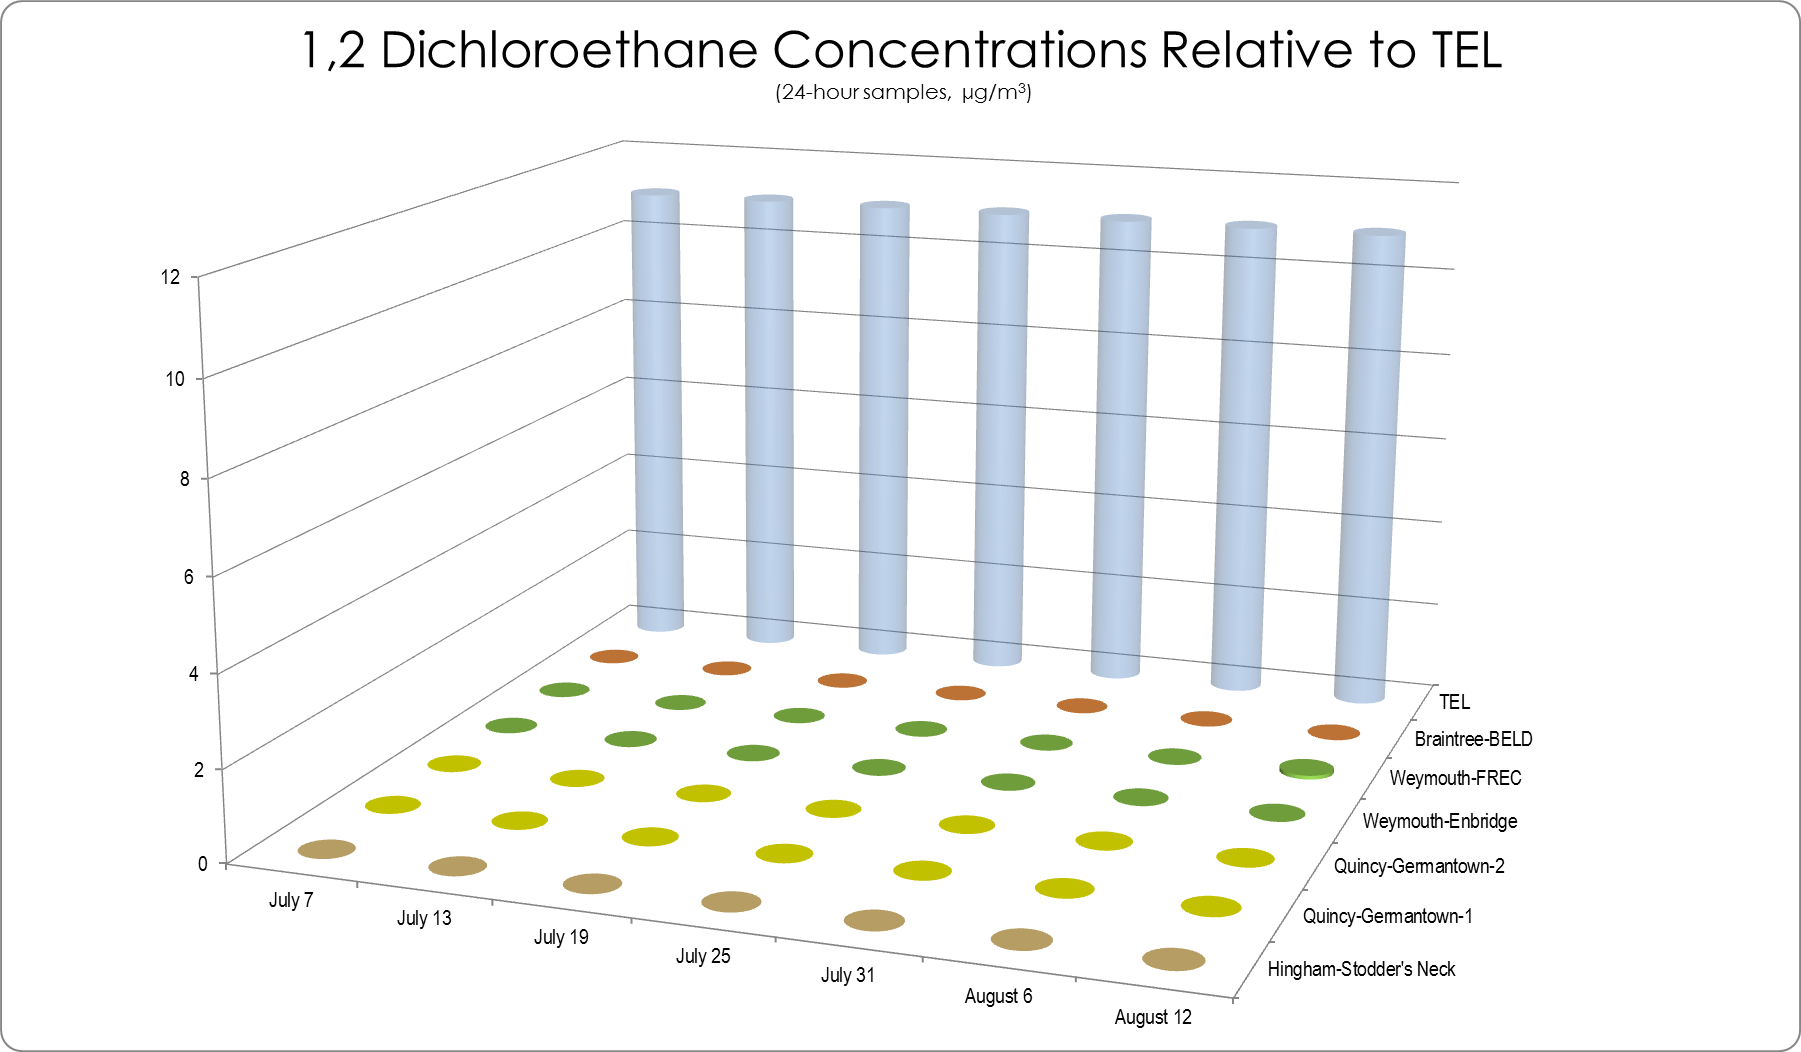 1,2 Dichloroethane Concentrations Relative to TEL
(24-hour samples, µg/m³)
12
10
8
6
4
2
0
July 7
July 13
July 19
July 25
July 31
August 6
August 12
TEL
Braintree-BELD
Weymouth-FREC
Weymouth-Enbridge
Quincy-Germantown-2
Quincy-Germantown-1
Hingham-Stodder's Neck